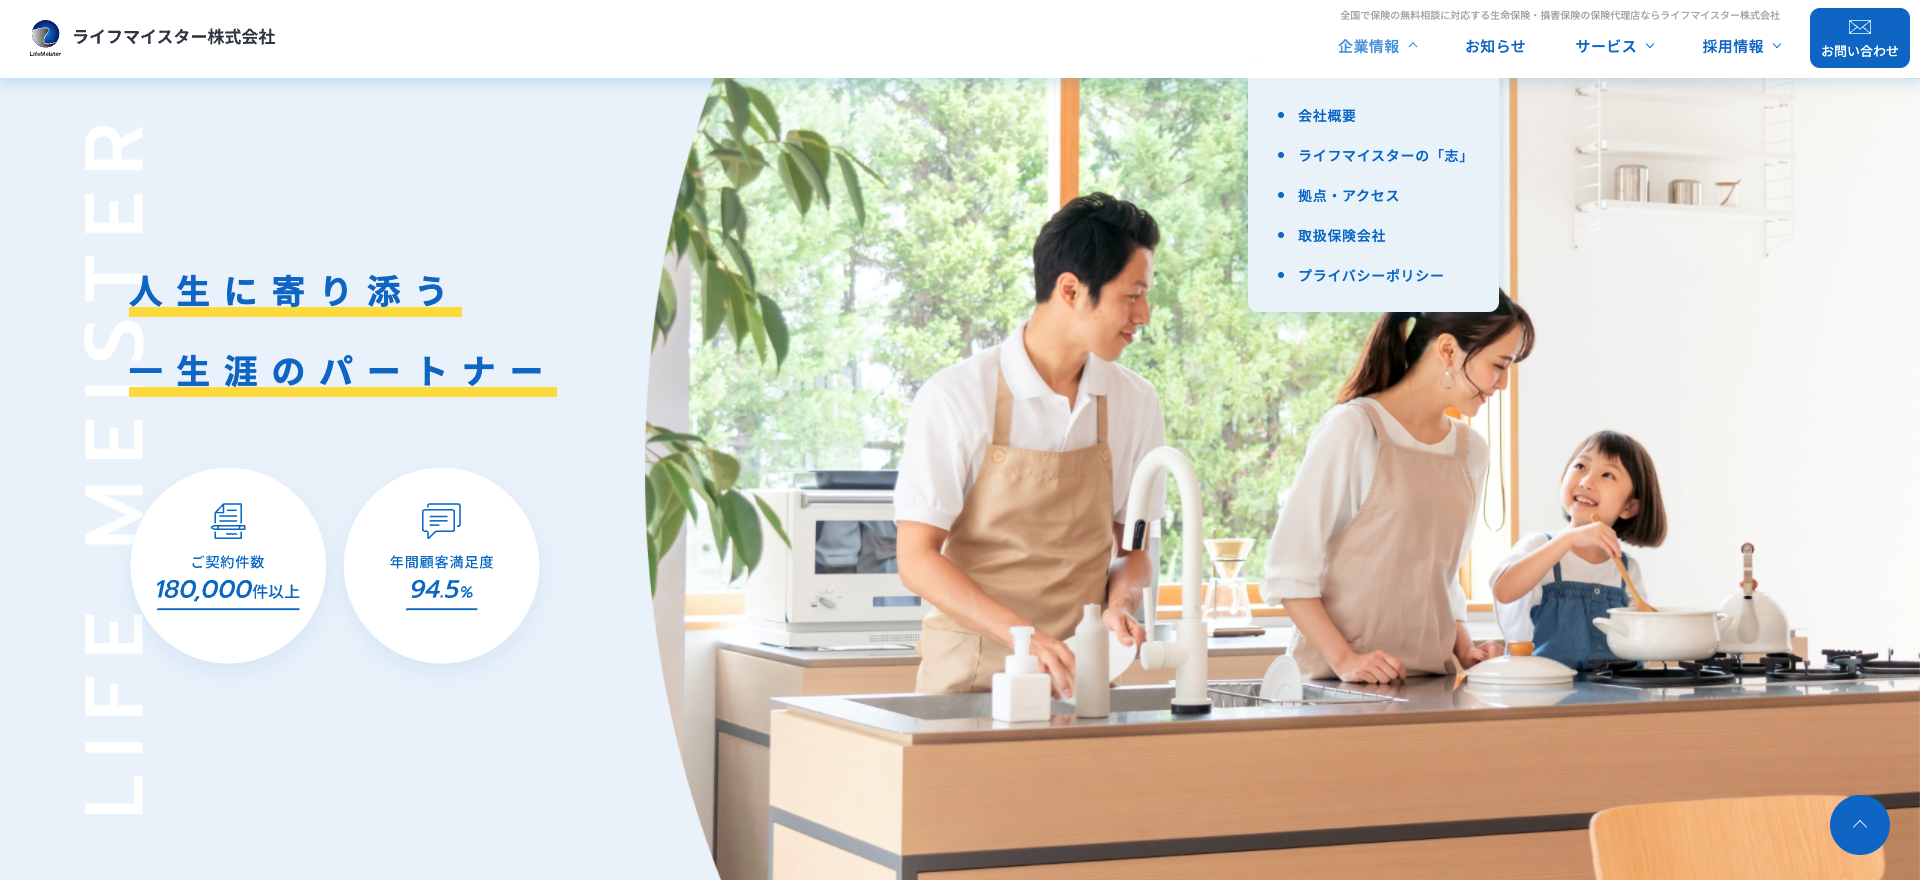 全国で保険の無料相談に対応する生命保険・損害保険の保険代理店ならライフマイスター株式会社
LifeMeister
ライフマイスター株式会社
企業情報
お知らせ
サービス
採用情報
お問い合わせ
会社概要
ライフマイスターの「志」
拠点・アクセス
取扱保険会社
プライバシーポリシー
LIFE MEISTER
人生に寄り添う
一生涯のパートナー
ご契約件数
180,000件以上
年間顧客満足度
94.5%